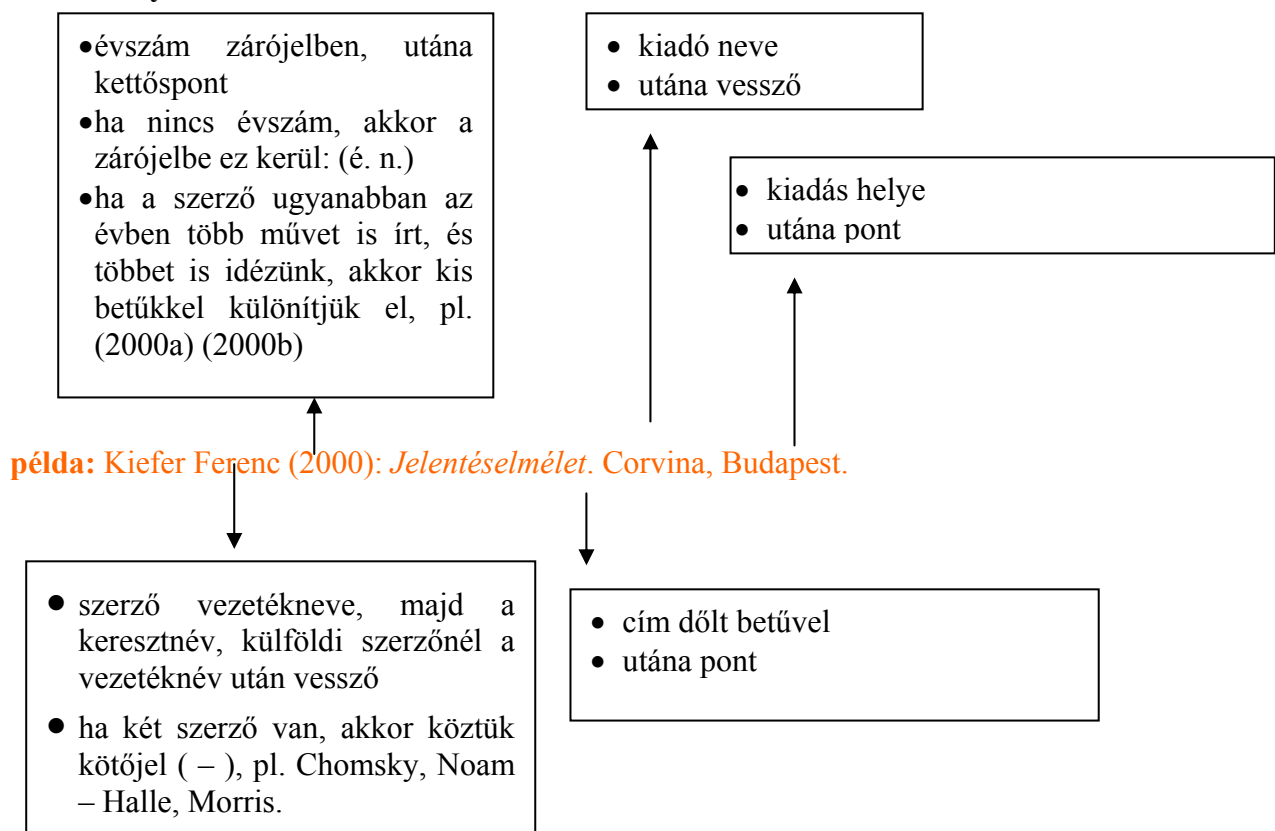 •évszám zárójelben, utána
kettőspont
•ha nincs évszám, akkor a
zárójelbe ez kerül: (é. n.)
•ha a szerző ugyanabban az
évben több művet is írt, és
többet is idézünk, akkor kis
betűkkel különítjük el, pl.
(2000a) (2000b)
• kiadó neve
• utána vessző
• kiadás helye
• utána pont
példa: Kiefer Ferenc (2000): Jelentéselmélet. Corvina, Budapest.
• szerző vezetékneve, majd a
keresztnév, külföldi szerzőnél a
vezetéknév után vessző
• ha két szerző van, akkor köztük
kötőjel ( – ), pl. Chomsky, Noam
– Halle, Morris.
• cím dőlt betűvel
• utána pont